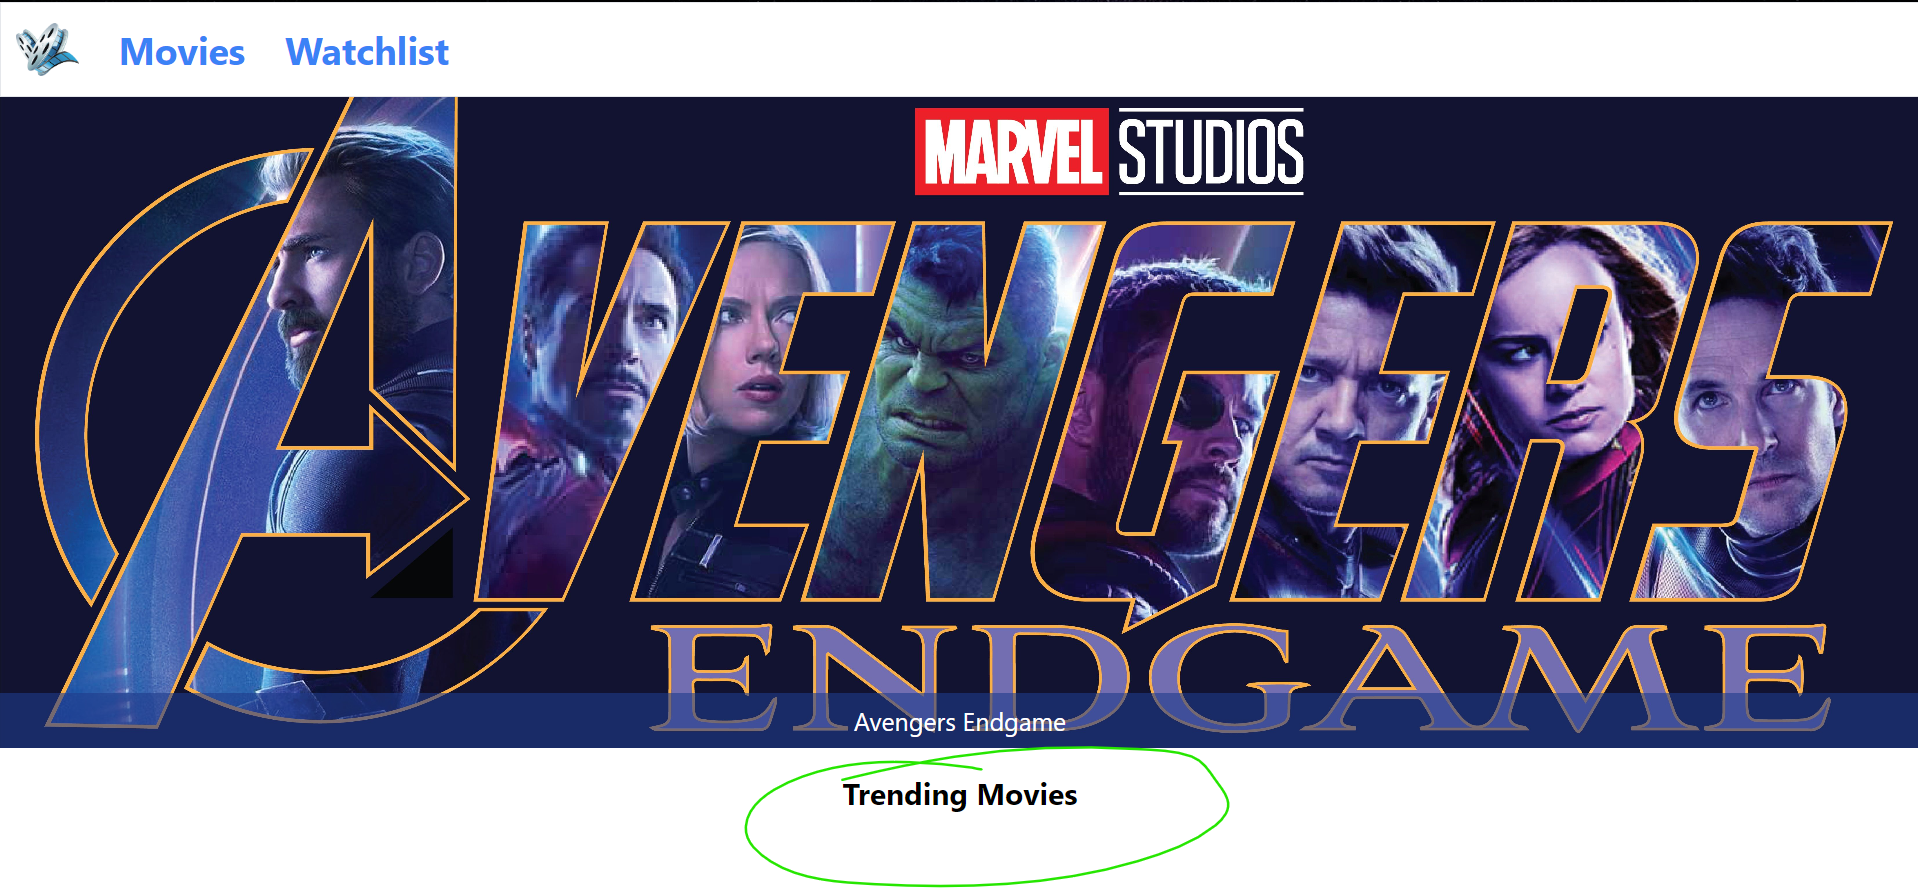 Movies Watchlist
MARVEL STUDIOS
AVENGERS
ENDGAME
Avengers Endgame
Trending Movies